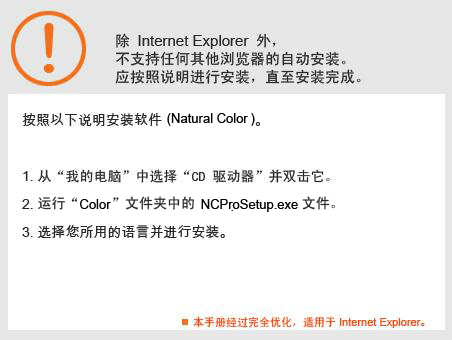 除 Internet Explorer 外，
不支持任何其他浏览器的自动安装。
应按照说明进行安装，直至安装完成。
按照以下说明安装软件 (Natural Color )。
1. 从“我的电脑”中选择“CD 驱动器”并双击它。
2. 运行“Color”文件夹中的 NCProSetup.exe 文件。
3. 选择您所用的语言并进行安装。
■ 本手册经过完全优化，适用于 Internet Explorer。